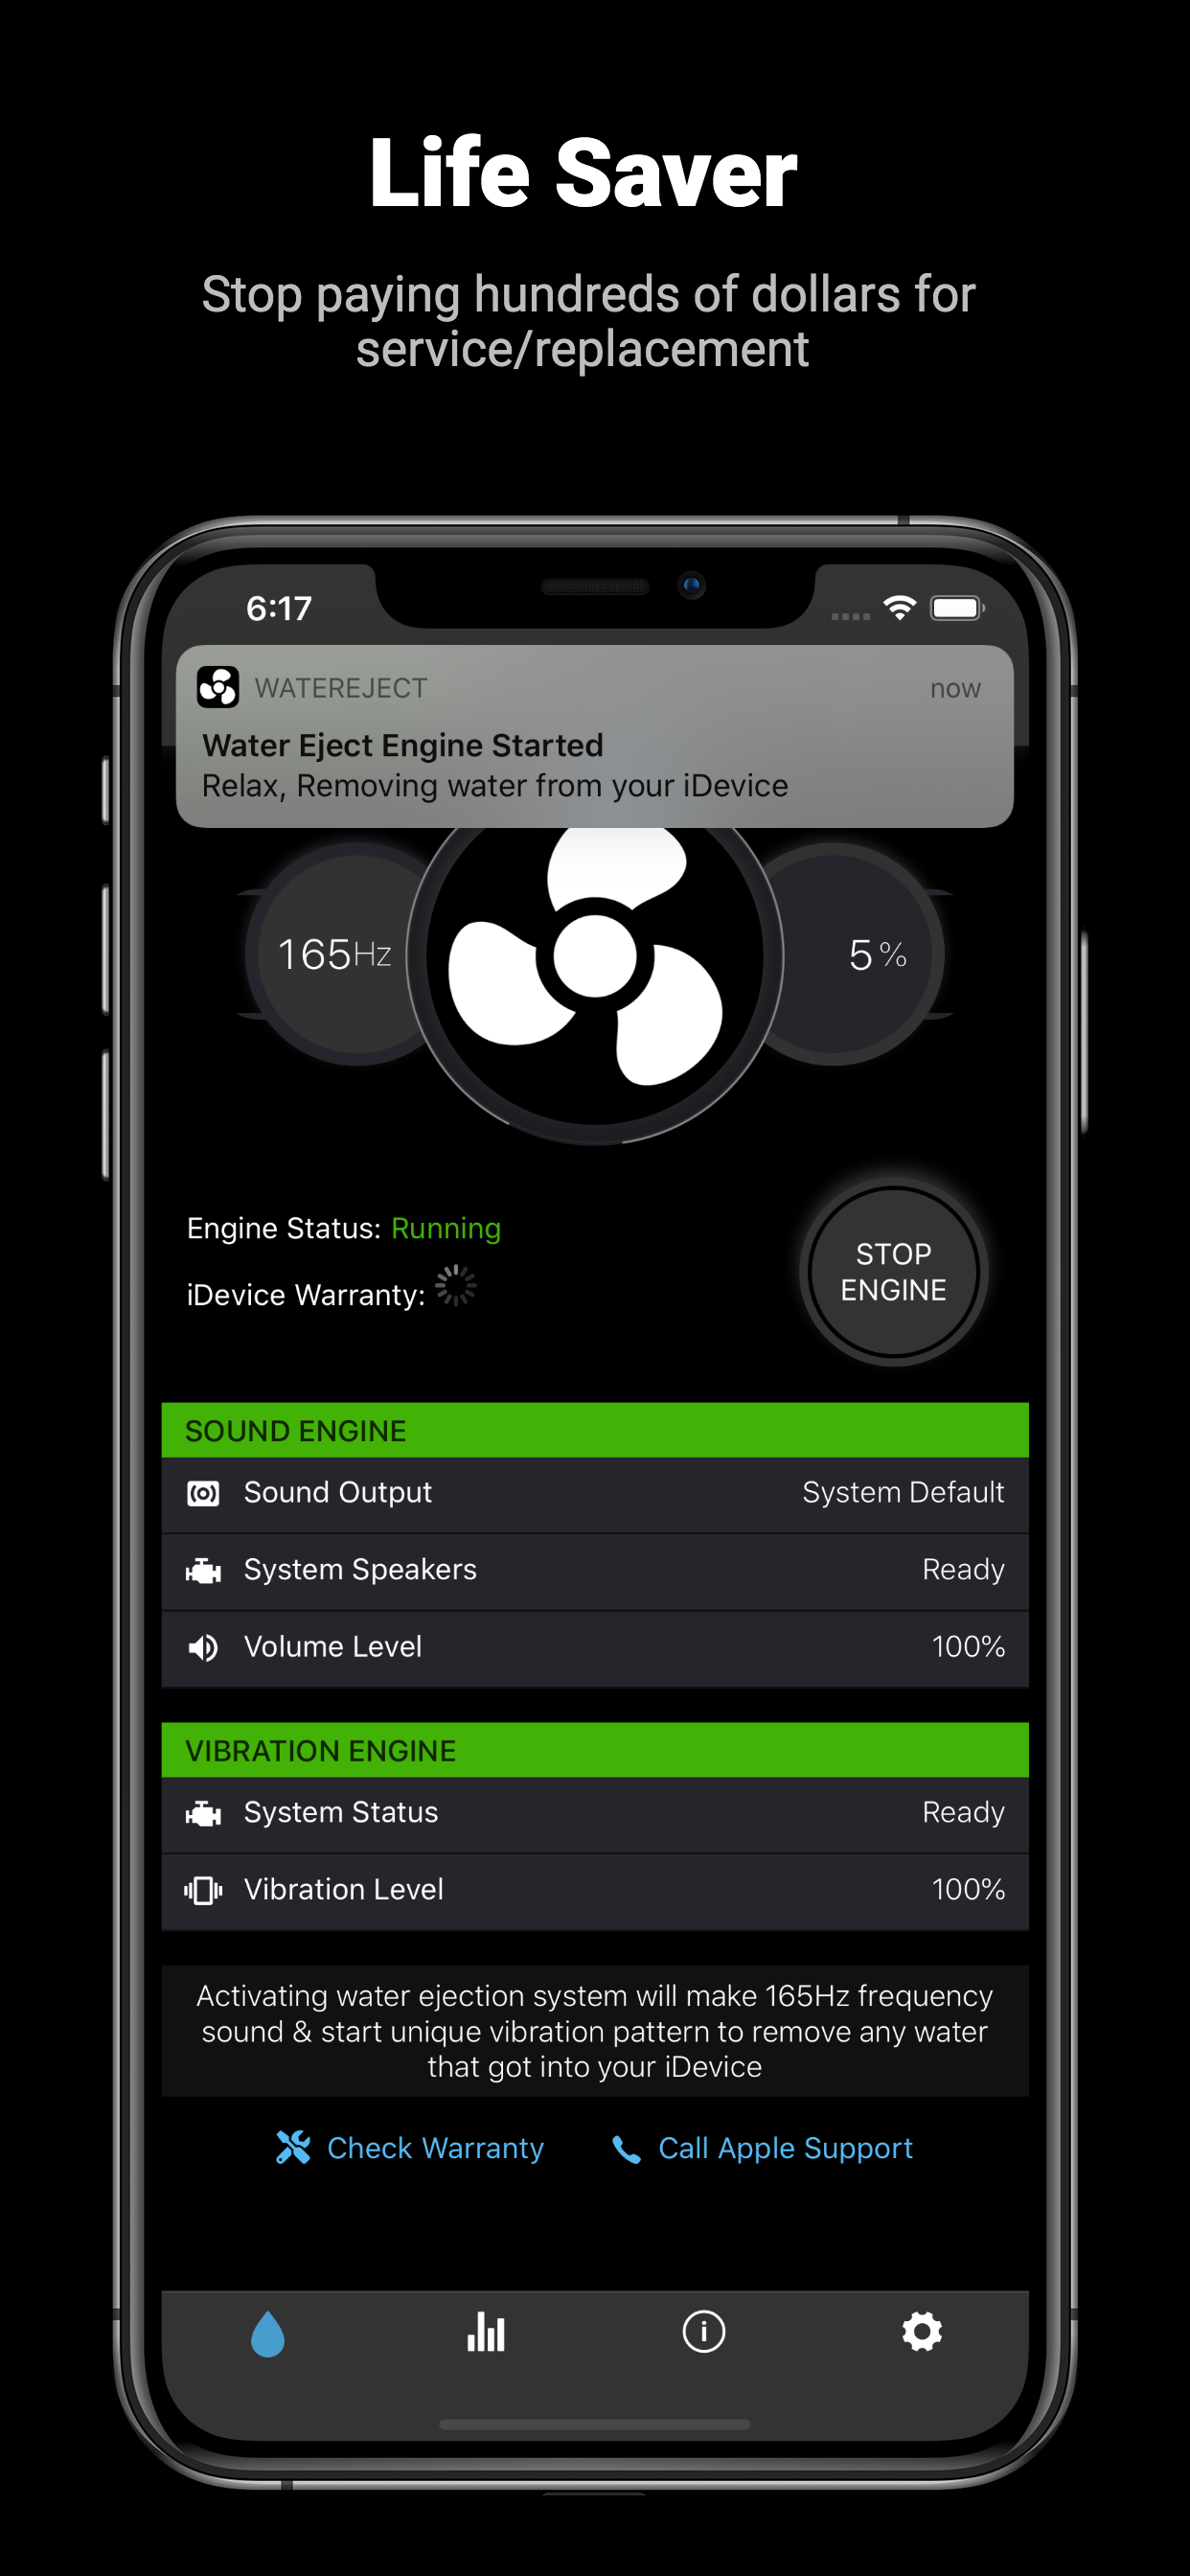 Life Saver
Stop paying hundreds of dollars for
service/replacement
6:17
WATEREJECT
now
Water Eject Engine Started
Relax, Removing water from your iDevice
165Hz
5%
Engine Status: Running
iDevice Warranty:
STOP
ENGINE
SOUND ENGINE
Sound Output
System Default
System Speakers
Ready
Volume Level
100%
VIBRATION ENGINE
System Status
Ready
Vibration Level
100%
Activating water ejection system will make 165Hz frequency
sound & start unique vibration pattern to remove any water
that got into your iDevice
Check Warranty
Call Apple Support